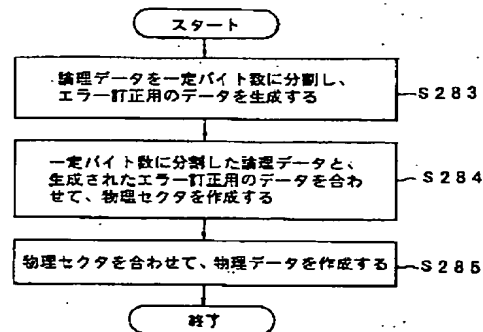 スタート
論理データを一定バイト数に分割し、
エラー訂正用のデータを生成する
S283
一定バイト数に分割した論理データと、
生成されたエラー訂正用のデータを合わ
せて、物理セクタを作成する
S284
物理セクタを合わせて、物理データを作成する
S285
終了